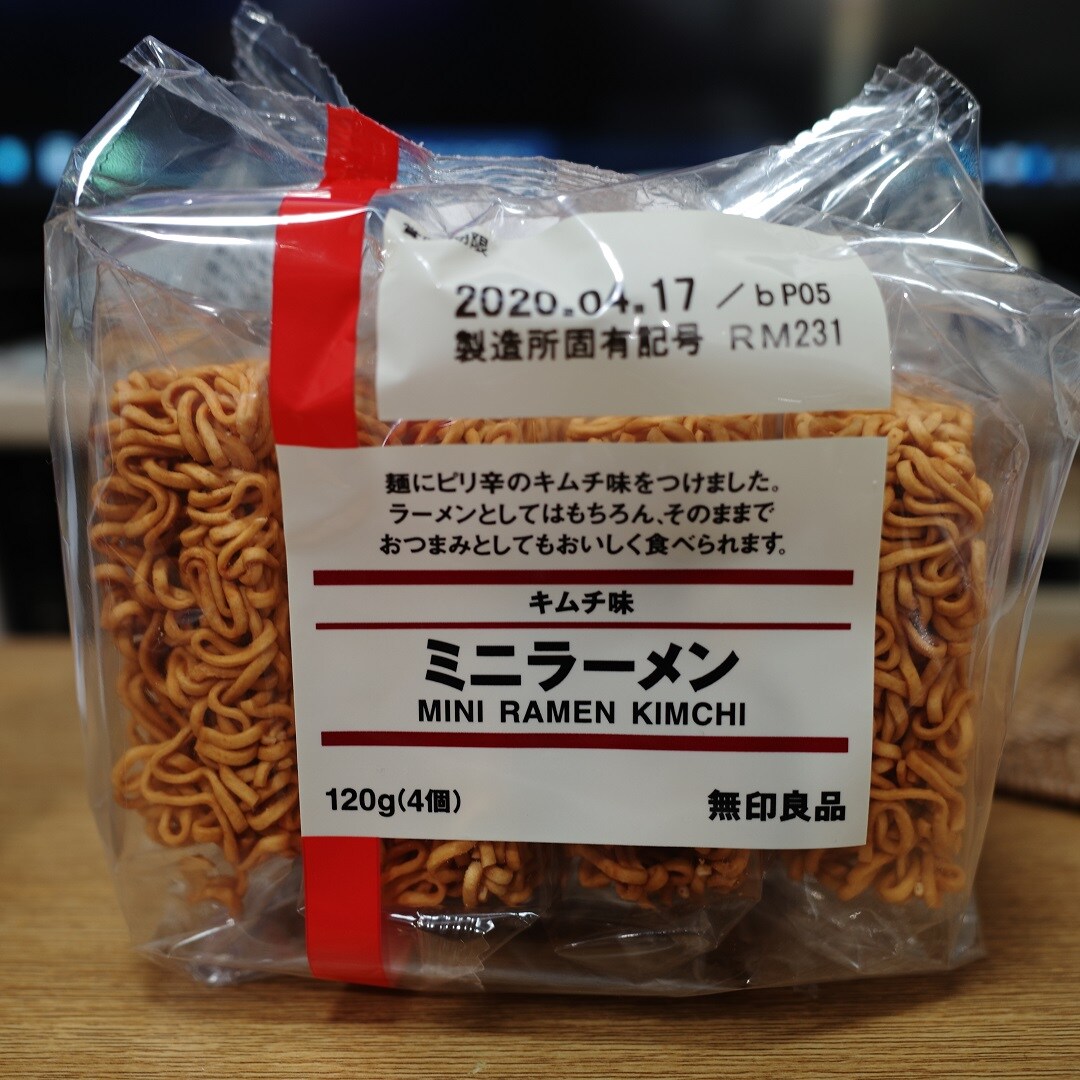 2020.04.17 / b P05
製造所固有記号 RM231
麺にピリ辛のキムチ味をつけました。
ラーメンとしてはもちろん、そのままで
おつまみとしてもおいしく食べられます。
キムチ味
ミニラーメン
MINI RAMEN KIMCHI
120g(4個)
無印良品